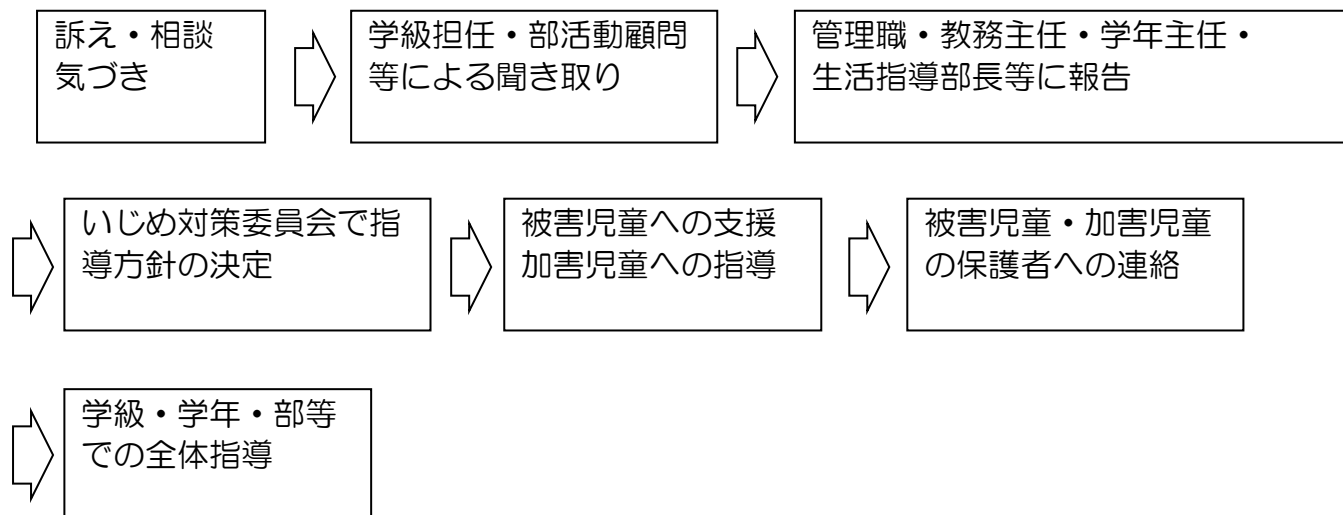 訴え・相談
気づき
学級担任・部活動顧問
等による聞き取り
管理職・教務主任・学年主任・
生活指導部長等に報告
いじめ対策委員会で指
導方針の決定
被害児童への支援
加害児童への指導
被害児童・加害児童
の保護者への連絡
学級・学年・部等
での全体指導